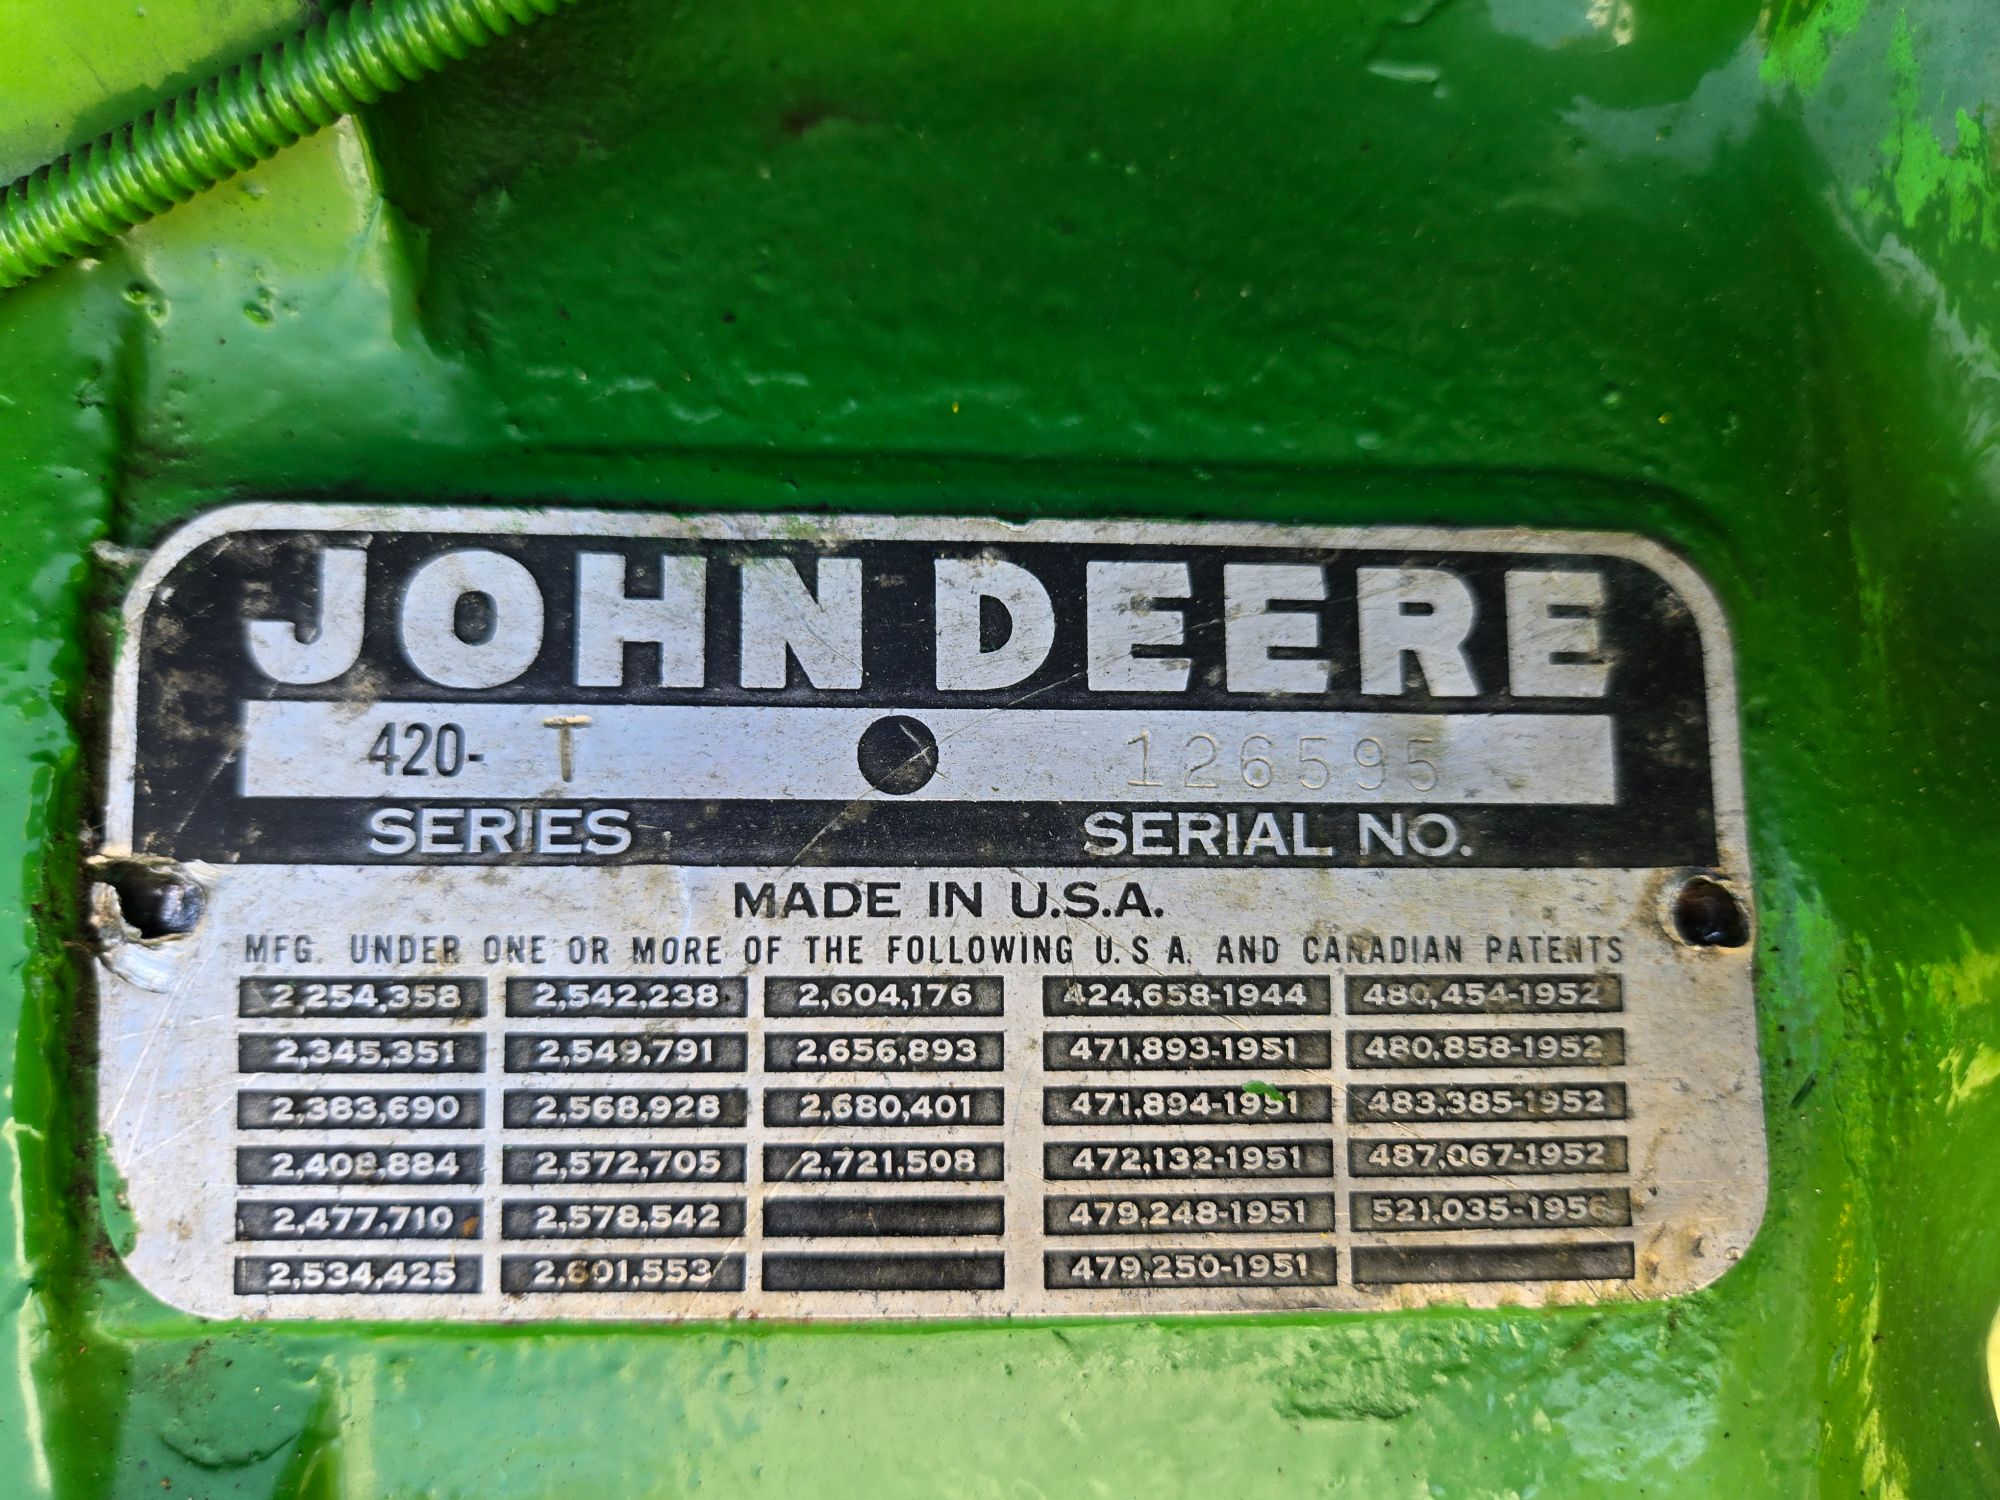 JOHN DEERE
420- T 126595
SERIES SERIAL NO.
MADE IN U.S.A.
MFG. UNDER ONE OR MORE OF THE FOLLOWING U.S A. AND CANADIAN PATENTS
2,254,358 2,542,238 2,604,176 424,658-1944 480,454-1952
2,345,351 2,549,791 2,656,893 471,893-1951 480,858-1952
2,383,690 2,568,928 2,680,401 471,894-1951 483,385-1952
2,408,884 2,572,705 2,721,508 472,132-1951 487,067-1952
2,477,710 2,578,542 479,248-1951 521,035-1956
2,534,425 2,601,553 479,250-1951